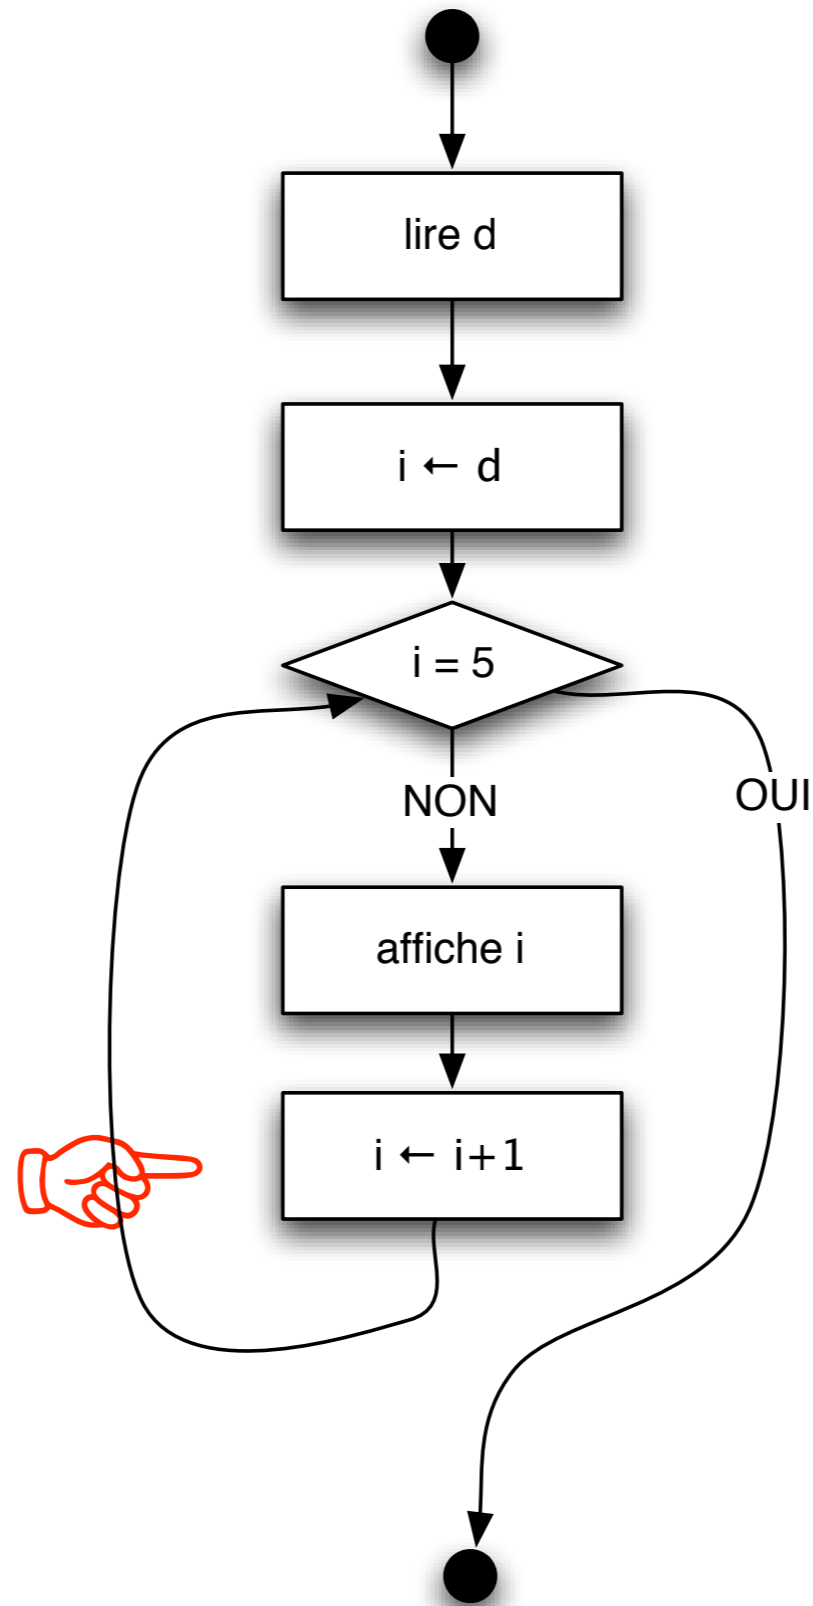 lire d
i ← d
i = 5
NON
OUI
affiche i
i ← i+1